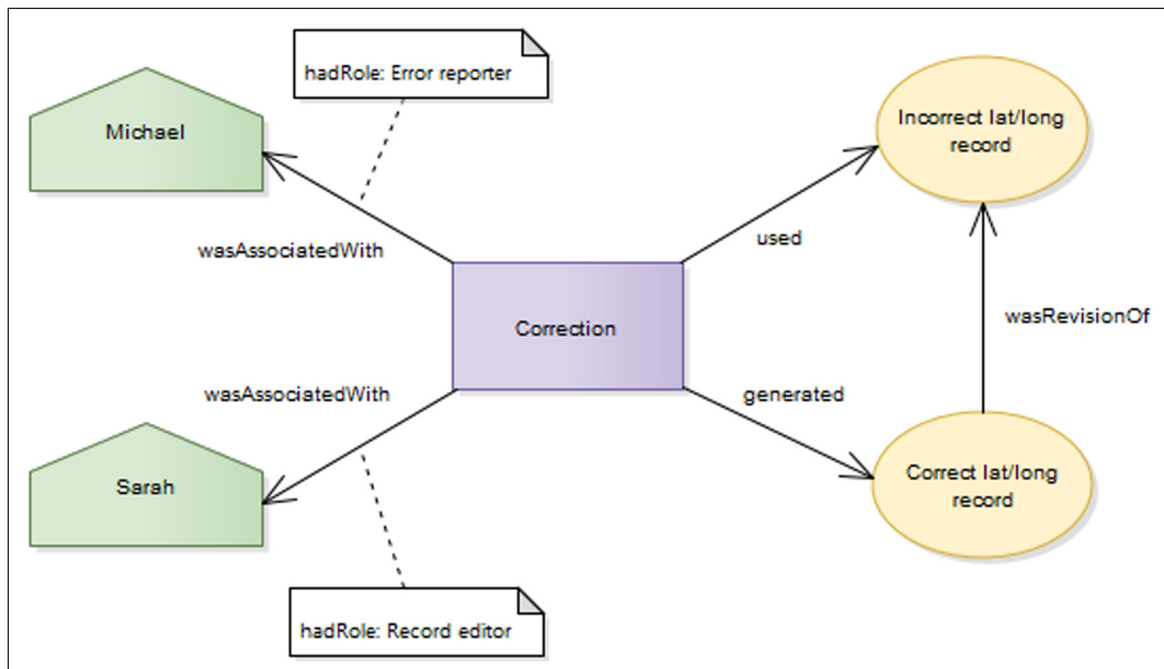 hadRole: Error reporter
Michael
Incorrect lat/long
record
wasAssociatedWith
used
Correction
wasRevisionOf
wasAssociatedWith
generated
Sarah
Correct lat/long
record
hadRole: Record editor